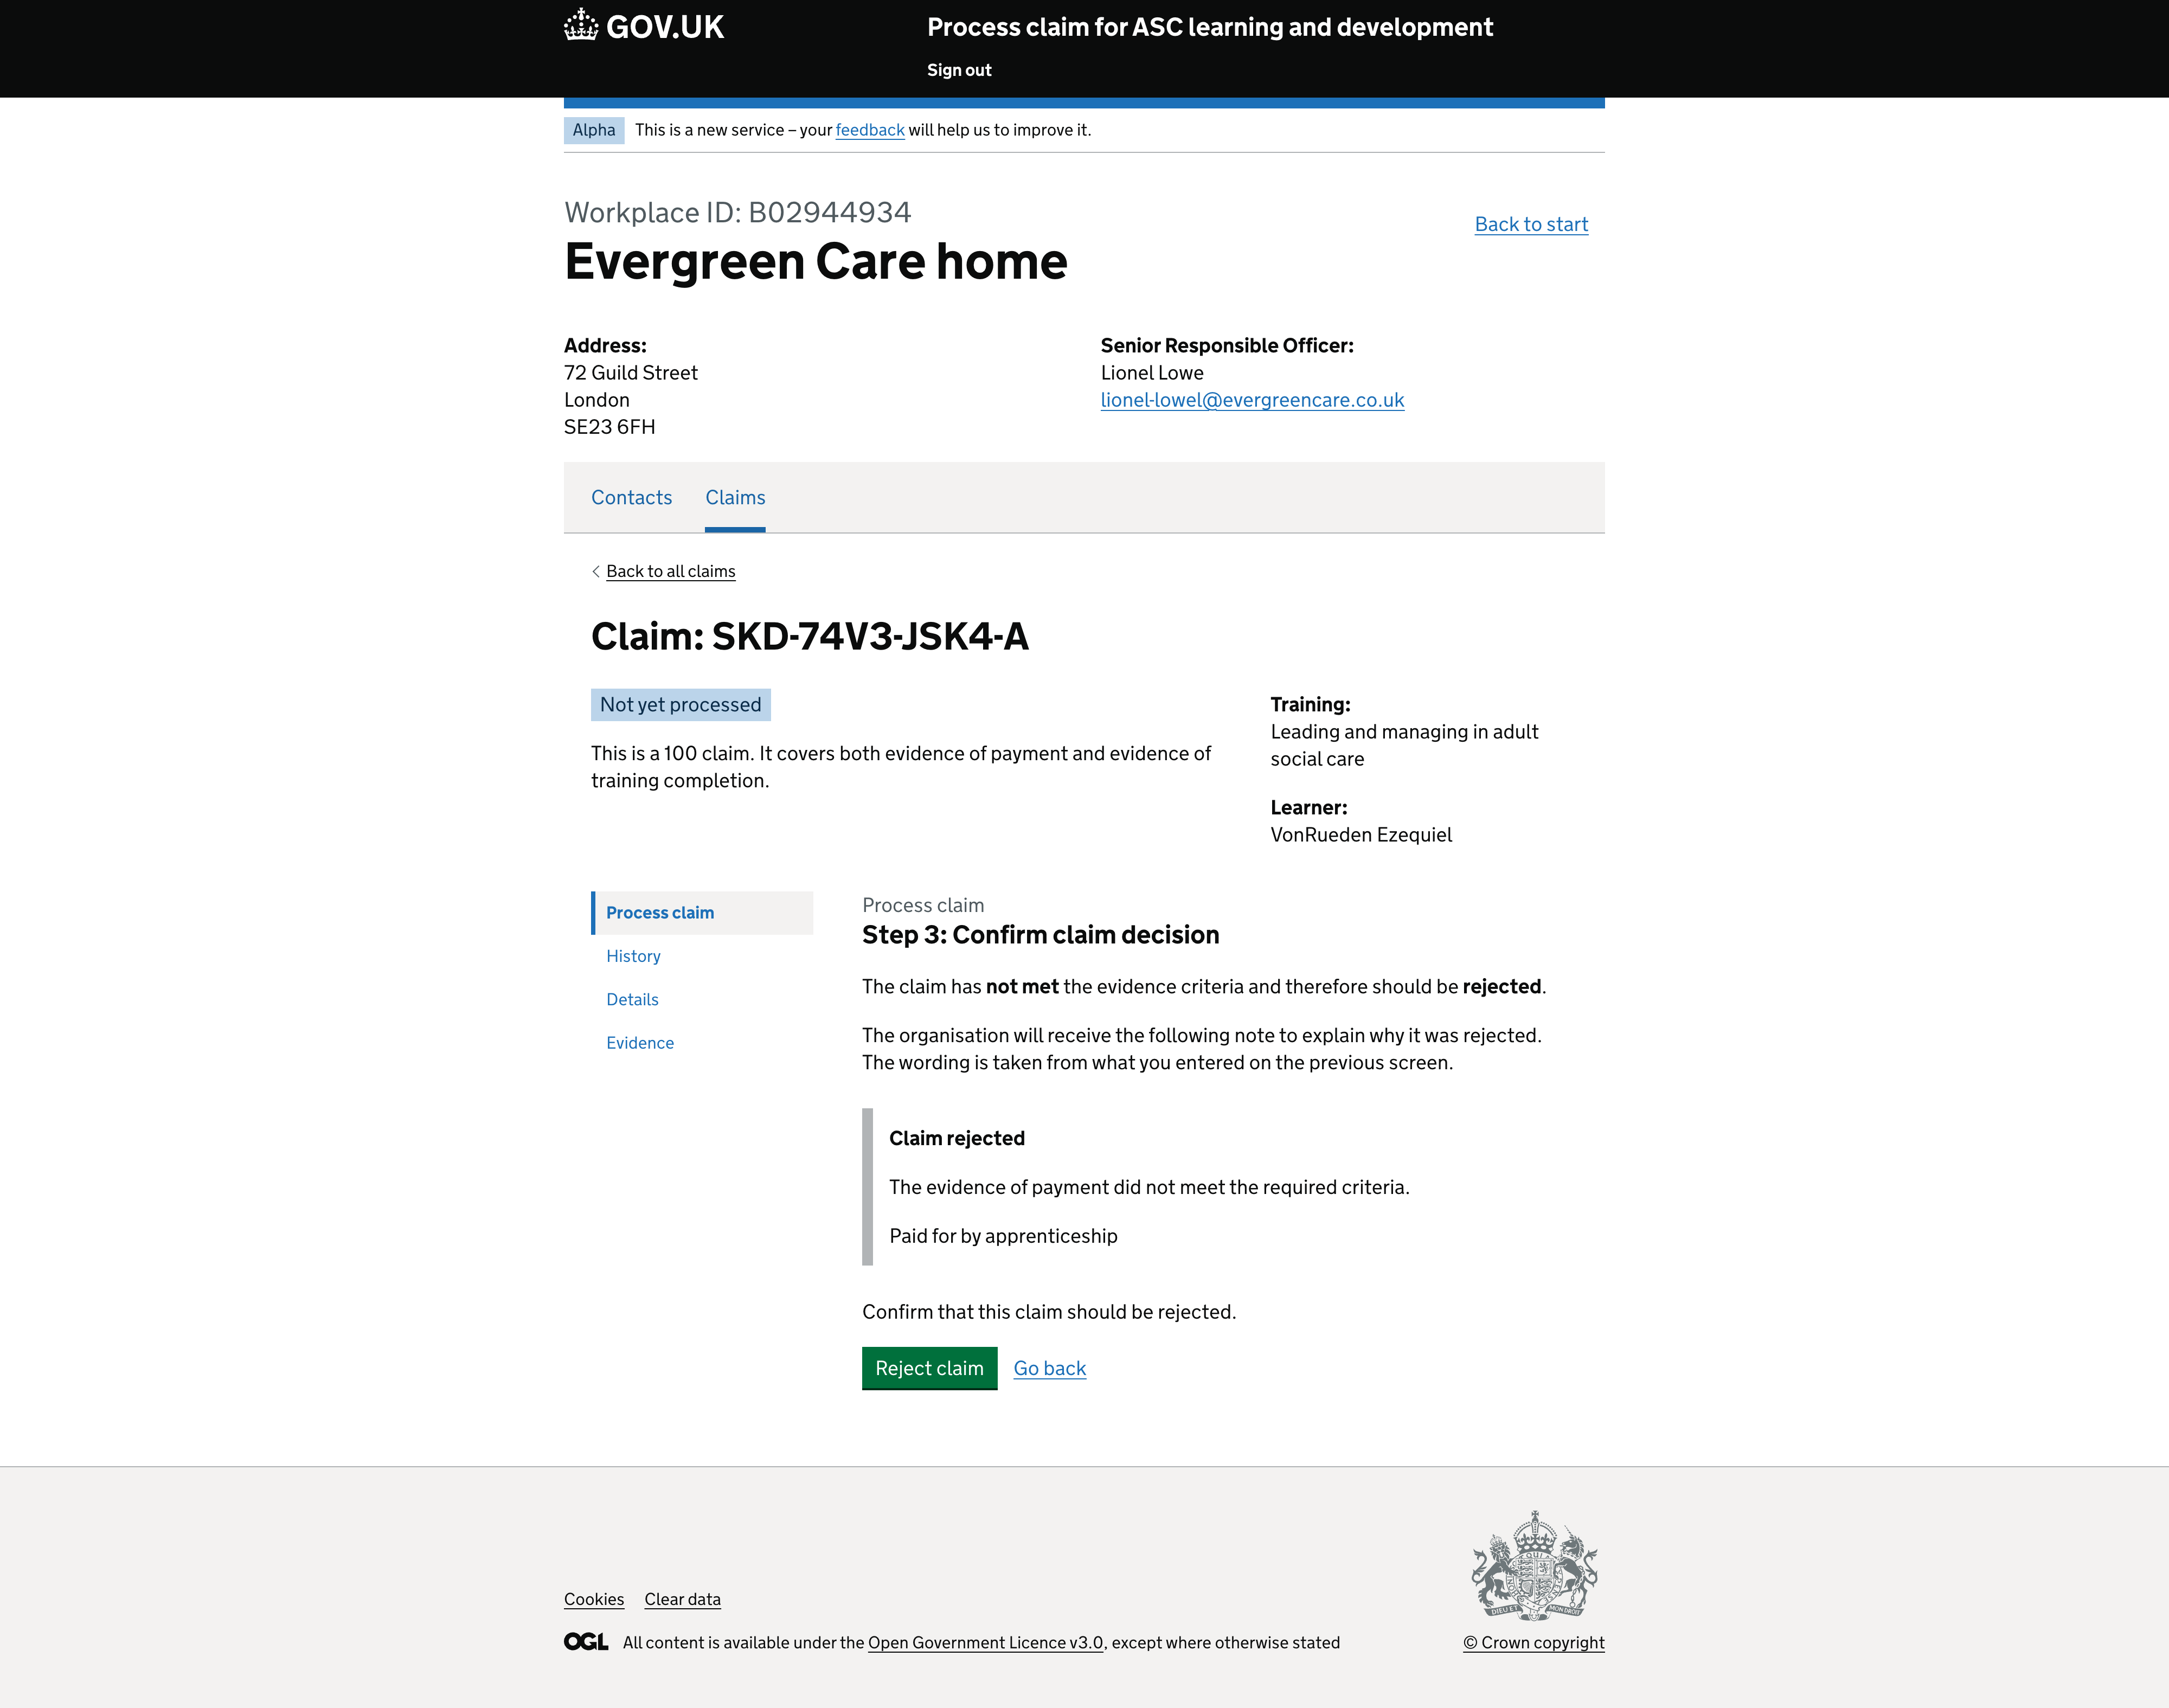 GOV.UK
Process claim for ASC learning and development
Sign out
Alpha
This is a new service – your feedback will help us to improve it.
Workplace ID: B02944934
Evergreen Care home
Back to start
Address:
72 Guild Street
London
SE23 6FH
Senior Responsible Officer:
Lionel Lowe
lionel-lowel@evergreencare.co.uk
Contacts
Claims
Back to all claims
Claim: SKD-74V3-JSK4-A
Not yet processed
This is a 100 claim. It covers both evidence of payment and evidence of
training completion.
Training:
Leading and managing in adult
social care
Learner:
VonRueden Ezequiel
Process claim
History
Details
Evidence
Process claim
Step 3: Confirm claim decision
The claim has not met the evidence criteria and therefore should be rejected.
The organisation will receive the following note to explain why it was rejected.
The wording is taken from what you entered on the previous screen.
Claim rejected
The evidence of payment did not meet the required criteria.
Paid for by apprenticeship
Confirm that this claim should be rejected.
Reject claim
Go back
Cookies
Clear data
OGL
All content is available under the Open Government Licence v3.0, except where otherwise stated
DIEU ET MON DROIT
© Crown copyright